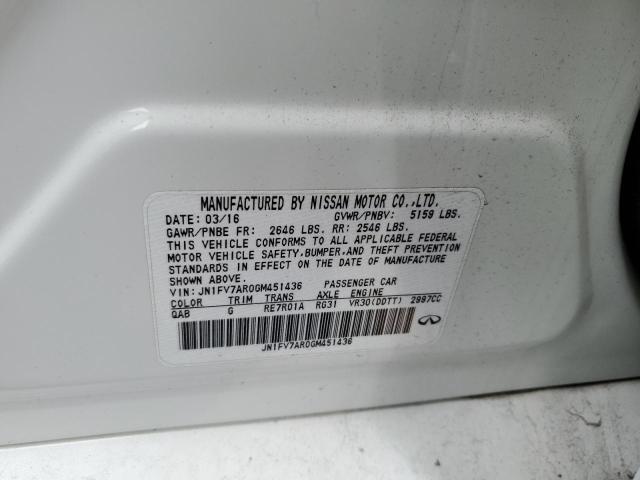 MANUFACTURED BY NISSAN MOTOR CO.,LTD.
DATE: 03/16 GVWR/PNBV: 5159 LBS.
GAWR/PNBE FR: 2646 LBS. RR: 2546 LBS.
THIS VEHICLE CONFORMS TO ALL APPLICABLE FEDERAL
MOTOR VEHICLE SAFETY,BUMPER,AND THEFT PREVENTION
STANDARDS IN EFFECT ON THE DATE OF MANUFACTURE
SHOWN ABOVE.
VIN: JN1FV7AR0GM451436 PASSENGER CAR
COLOR TRIM TRANS AXLE ENGINE
QAB G RE7R01A RG31 VR30(DDTT) 2997CC
JN1FV7AR0GM451436